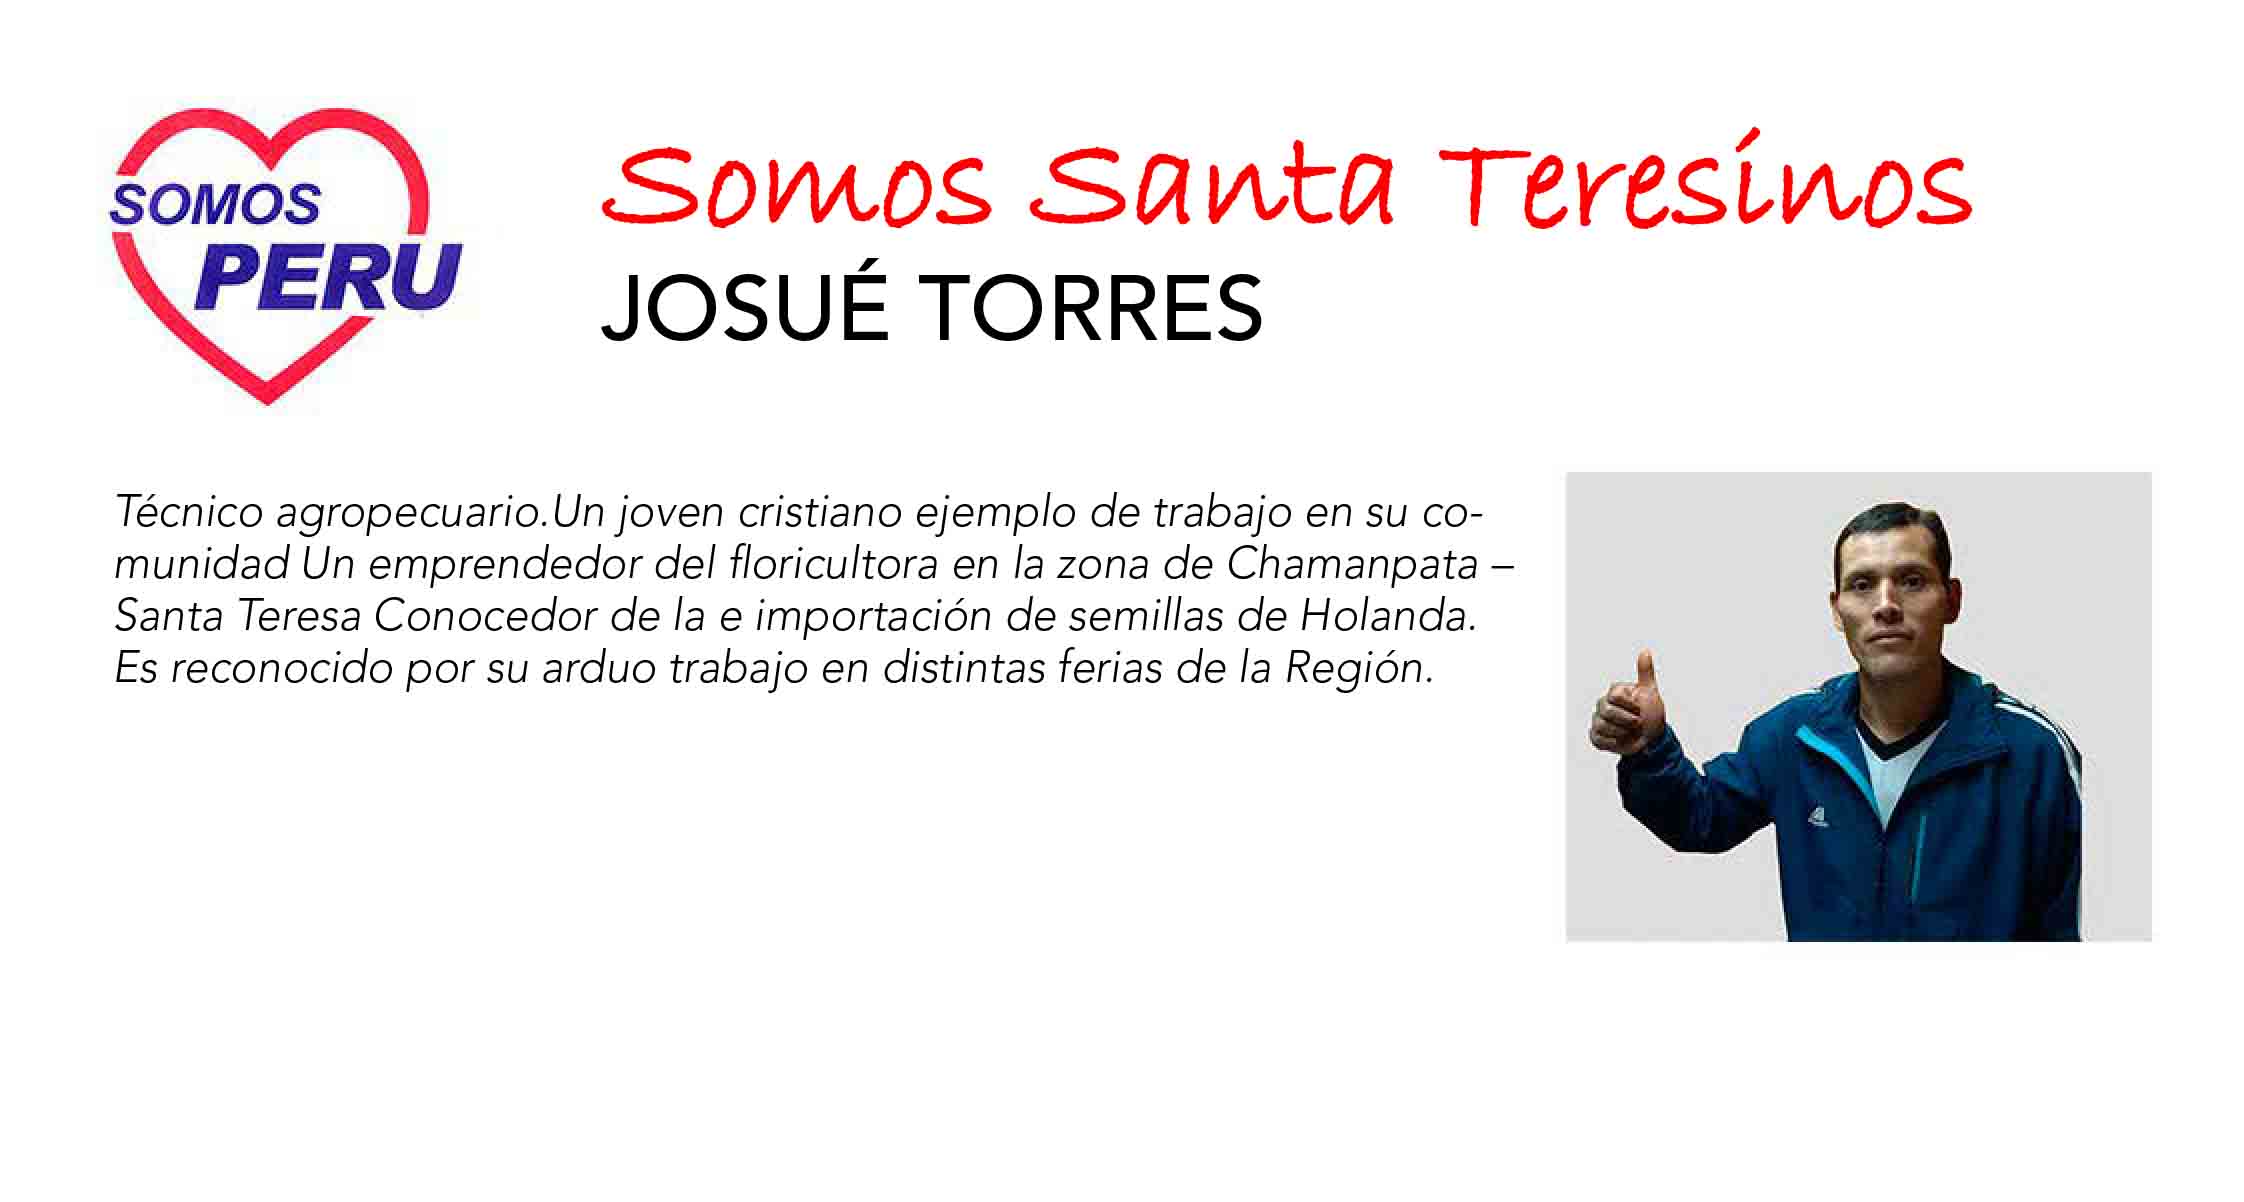 SOMOS
PERU
Somos Santa Teresinos
JOSUÉ TORRES
Técnico agropecuario.Un joven cristiano ejemplo de trabajo en su co-
munidad Un emprendedor del floricultora en la zona de Chamanpata –
Santa Teresa Conocedor de la e importación de semillas de Holanda.
Es reconocido por su arduo trabajo en distintas ferias de la Región.